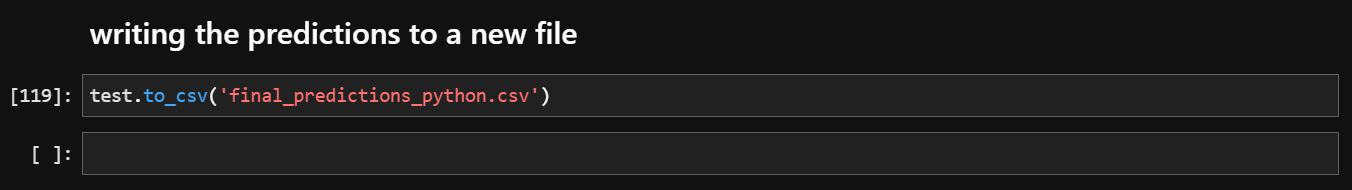 writing the predictions to a new file
[119]: test.to_csv('final_predictions_python.csv')
[ ]: